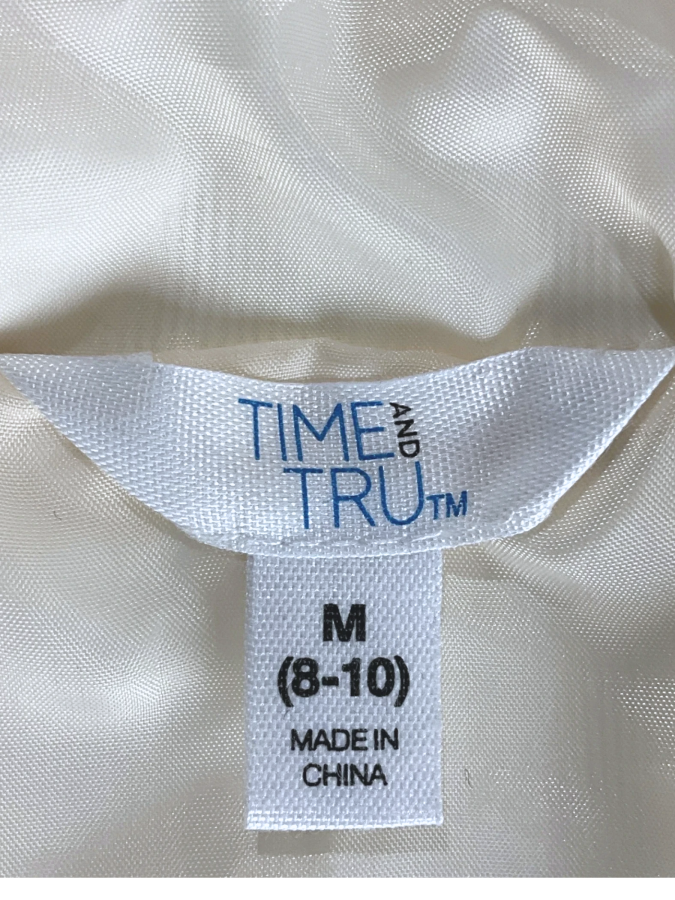 TIME AND
TRU™
M
(8-10)
MADE IN
CHINA